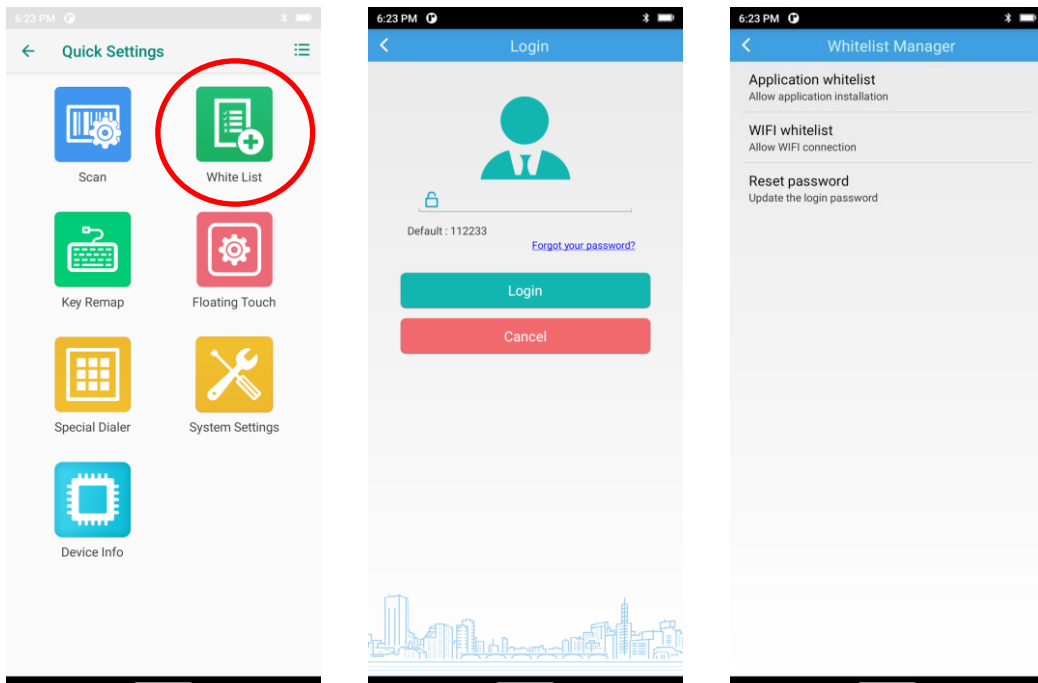 6:23 PM
Quick Settings
Scan
White List
Key Remap
Floating Touch
Special Dialer
System Settings
Device Info
6:23 PM
Login
Default : 112233
Forgot your password?
Login
Cancel
6:23 PM
Whitelist Manager
Application whitelist
Allow application installation
WIFI whitelist
Allow WIFI connection
Reset password
Update the login password